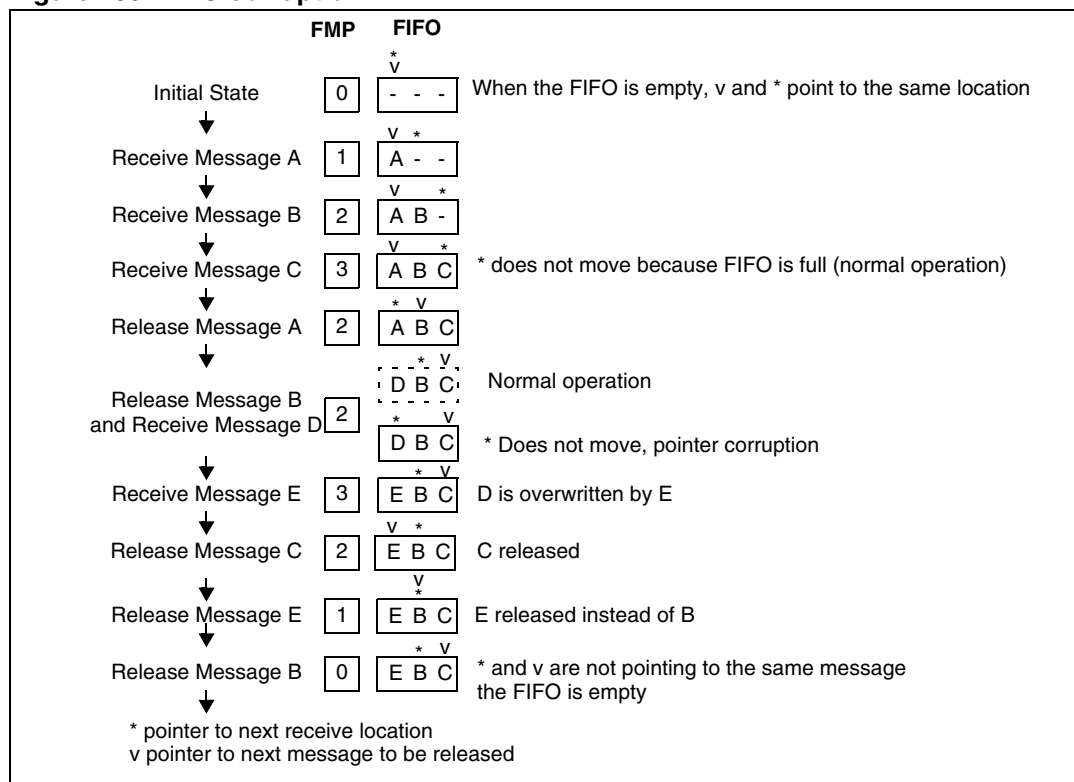 FMP FIFO
*
v
Initial State 0 - - - When the FIFO is empty, v and * point to the same location
v *
Receive Message A 1 A - -
v *
Receive Message B 2 A B -
v *
Receive Message C 3 A B C * does not move because FIFO is full (normal operation)
* v
Release Message A 2 A B C
* v
D B C Normal operation
Release Message B
and Receive Message D 2
* v
D B C * Does not move, pointer corruption
* v
Receive Message E 3 E B C D is overwritten by E
v *
Release Message C 2 E B C C released
v
*
Release Message E 1 E B C E released instead of B
* v
Release Message B 0 E B C * and v are not pointing to the same message
the FIFO is empty
* pointer to next receive location
v pointer to next message to be released